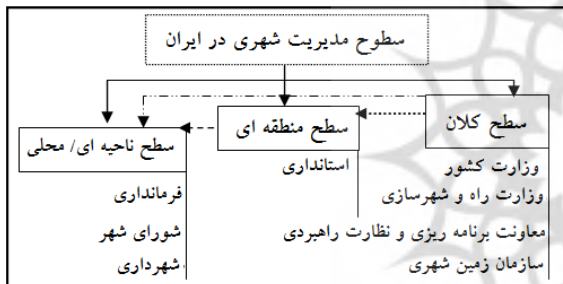 سطوح مدیریت شهری در ایران
سطح کلان
وزارت کشور
وزارت راه و شهرسازی
معاونت برنامه ریزی و نظارت راهبردی
سازمان زمین شهری
سطح منطقه ای
استانداری
سطح ناحیه ای/ محلی
فرمانداری
شورای شهر
شهرداری